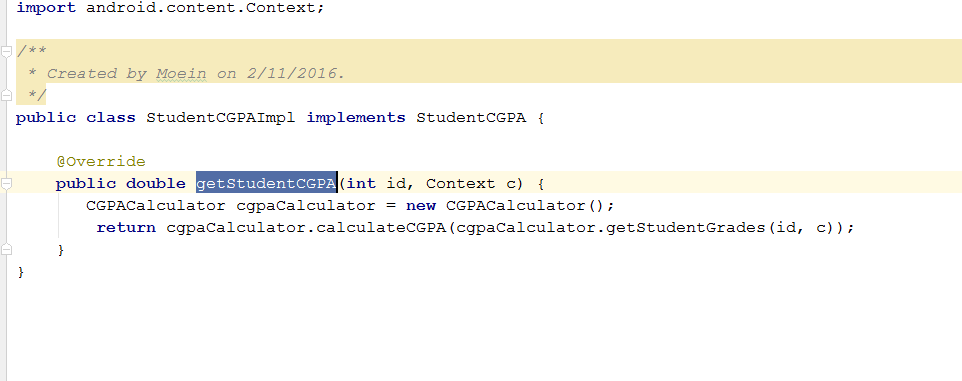 import android.content.Context;
/**
* Created by Moein on 2/11/2016.
*/
public class StudentCGPAImpl implements StudentCGPA {
@Override
public double getStudentCGPA(int id, Context c) {
CGPACalculator cgpaCalculator = new CGPACalculator();
return cgpaCalculator.calculateCGPA(cgpaCalculator.getStudentGrades(id, c));
}
}